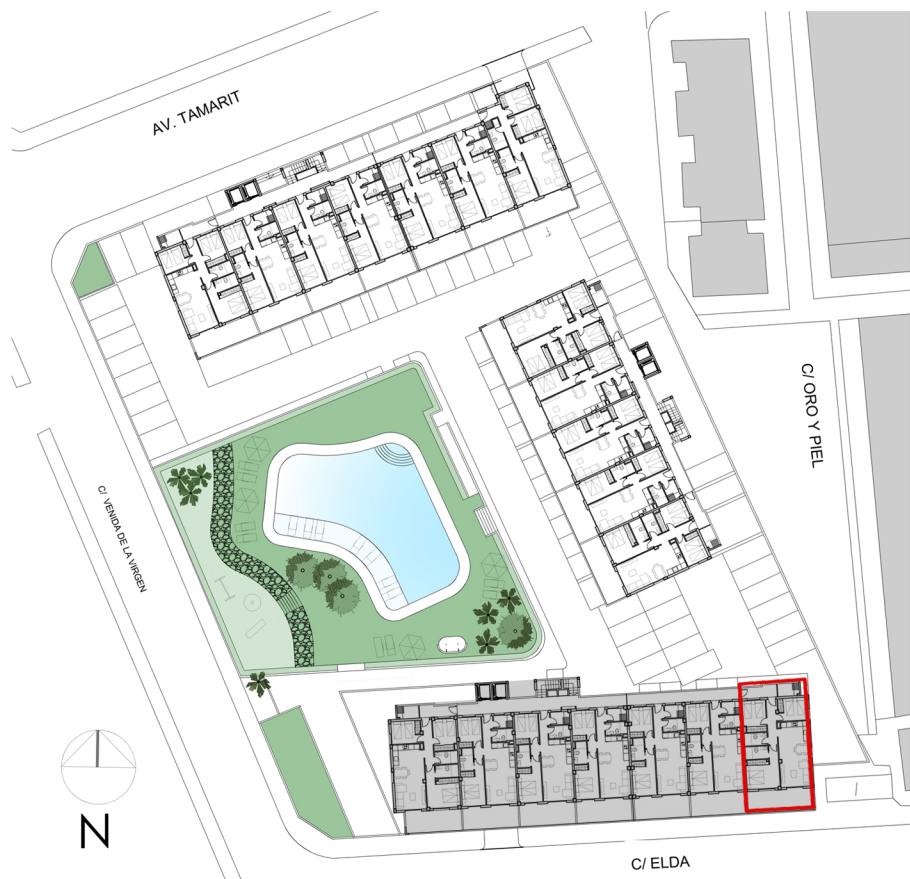 AV. TAMARIT
C/ ORO Y PIEL
C/ VENIDA DE LA VIRGEN
N
C/ ELDA